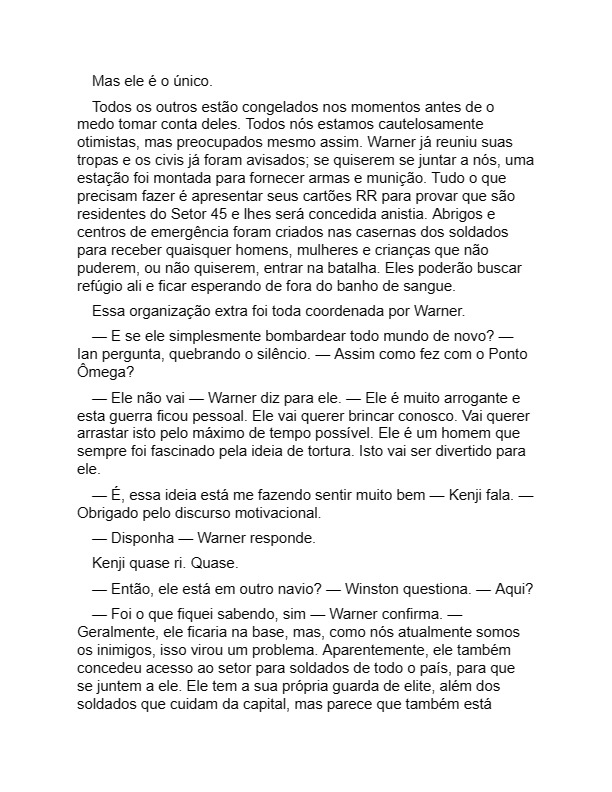 Mas ele é o único.
Todos os outros estão congelados nos momentos antes de o
medo tomar conta deles. Todos nós estamos cautelosamente
otimistas, mas preocupados mesmo assim. Warner já reuniu suas
tropas e os civis já foram avisados; se quiserem se juntar a nós, uma
estação foi montada para fornecer armas e munição. Tudo o que
precisam fazer é apresentar seus cartões RR para provar que são
residentes do Setor 45 e lhes será concedida anistia. Abrigos e
centros de emergência foram criados nas casernas dos soldados
para receber quaisquer homens, mulheres e crianças que não
puderem, ou não quiserem, entrar na batalha. Eles poderão buscar
refúgio ali e ficar esperando de fora do banho de sangue.
Essa organização extra foi toda coordenada por Warner.
— E se ele simplesmente bombardear todo mundo de novo? —
Ian pergunta, quebrando o silêncio. — Assim como fez com o Ponto
Ômega?
— Ele não vai — Warner diz para ele. — Ele é muito arrogante e
esta guerra ficou pessoal. Ele vai querer brincar conosco. Vai querer
arrastar isto pelo máximo de tempo possível. Ele é um homem que
sempre foi fascinado pela ideia de tortura. Isto vai ser divertido para
ele.
— É, essa ideia está me fazendo sentir muito bem — Kenji fala. —
Obrigado pelo discurso motivacional.
— Disponha — Warner responde.
Kenji quase ri. Quase.
— Então, ele está em outro navio? — Winston questiona. — Aqui?
— Foi o que fiquei sabendo, sim — Warner confirma. —
Geralmente, ele ficaria na base, mas, como nós atualmente somos
os inimigos, isso virou um problema. Aparentemente, ele também
concedeu acesso ao setor para soldados de todo o país, para que
se juntem a ele. Ele tem a sua própria guarda de elite, além dos
soldados que cuidam da capital, mas parece que também está